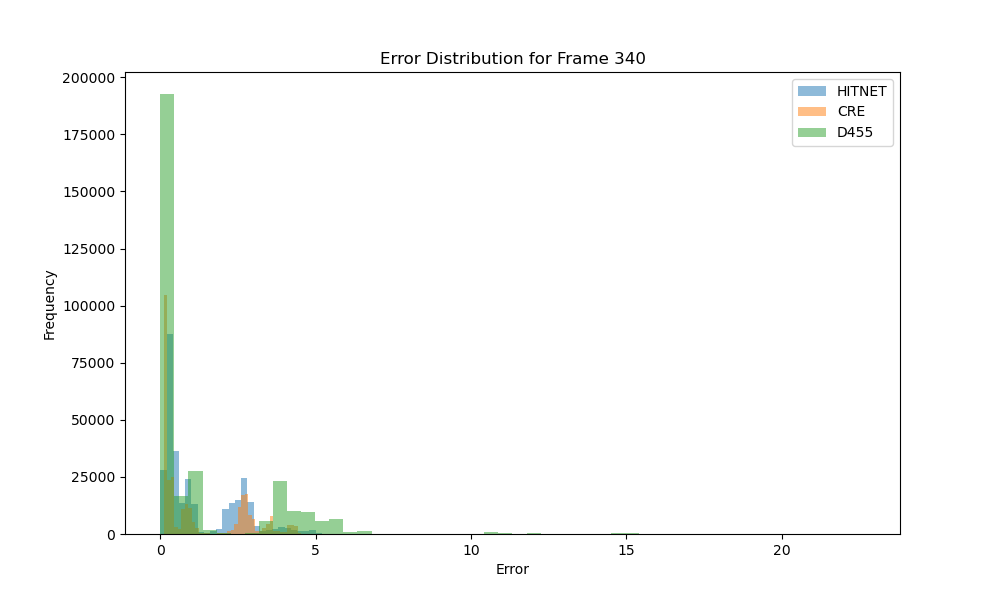 Error Distribution for Frame 340
HITNET
CRE
D455
200000
175000
150000
125000
100000
75000
50000
25000
0
Frequency
0 5 10 15 20
Error